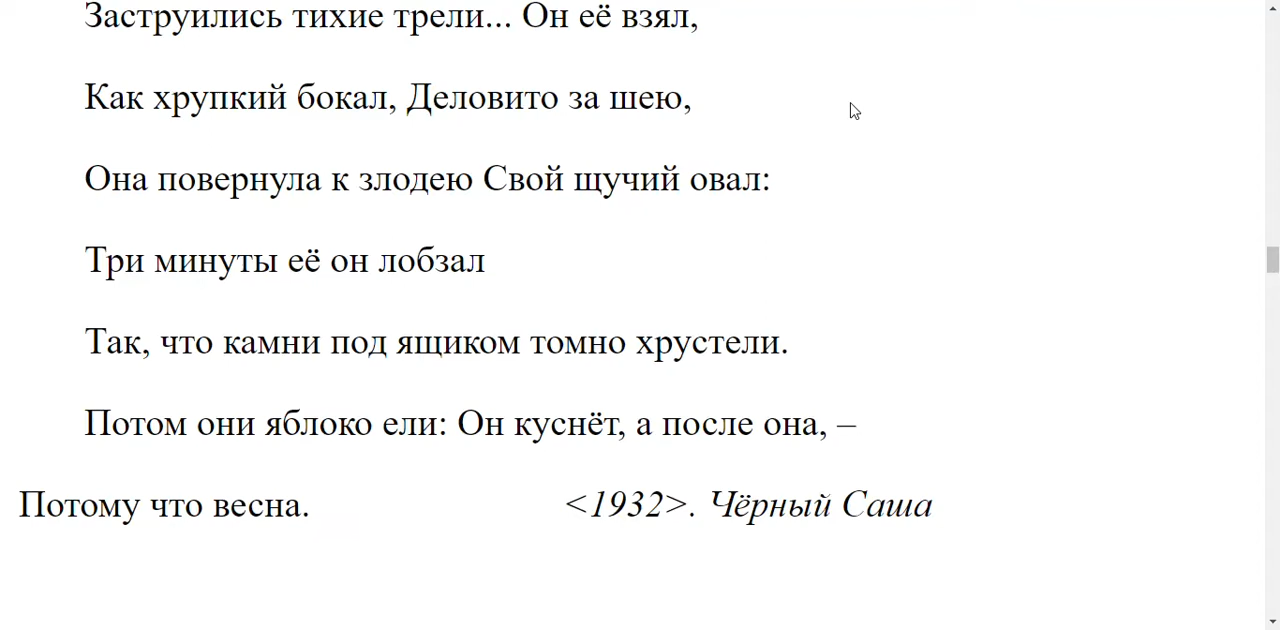 Заструились тихие трели... Он её взял,
Как хрупкий бокал, Деловито за шею,
Она повернула к злодею Свой щучий овал:
Три минуты её он лобзал
Так, что камни под ящиком томно хрустели.
Потом они яблоко ели: Он куснёт, а после она, –
Потому что весна. <1932>. Чёрный Саша